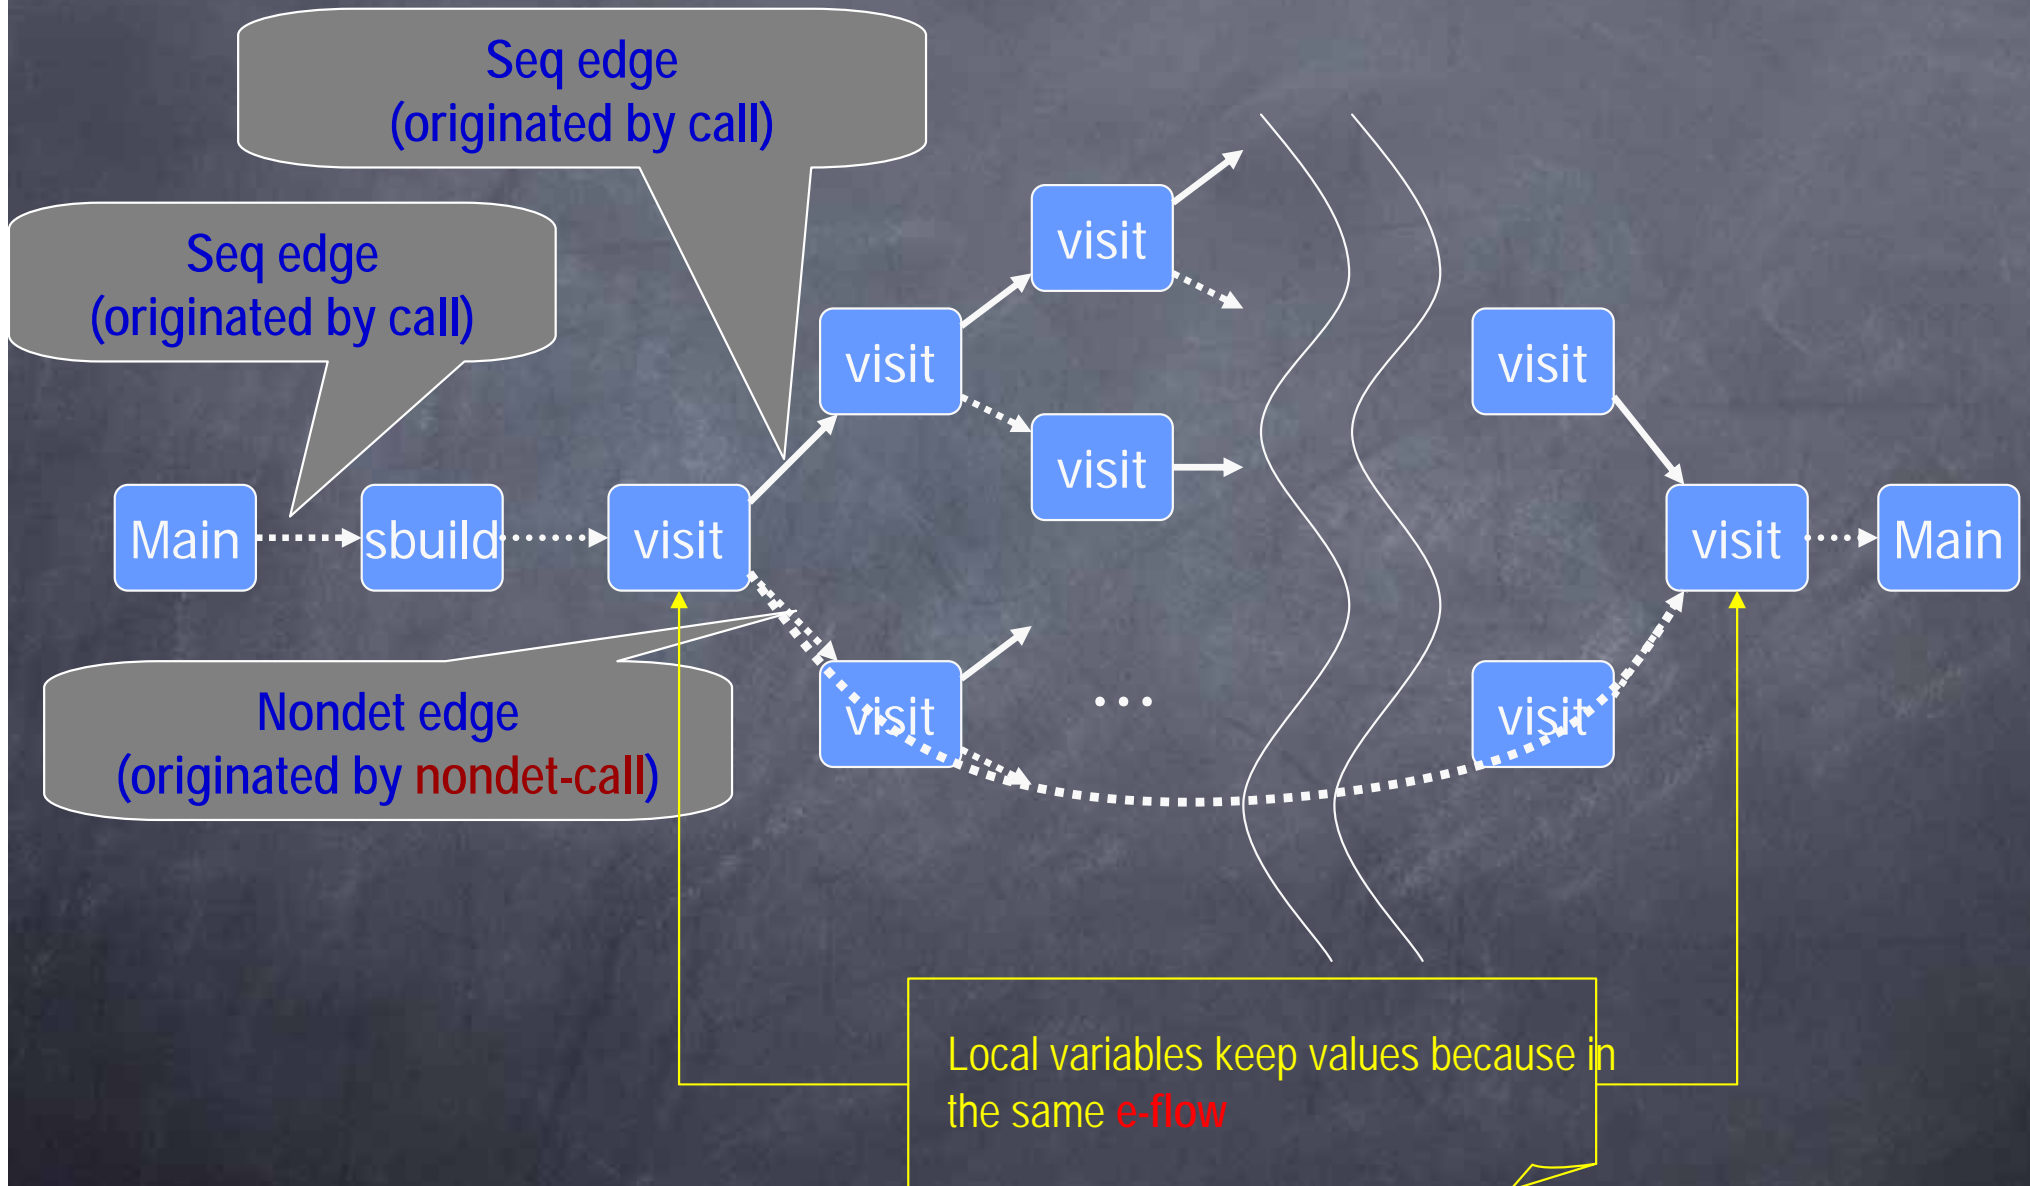 Seq edge
(originated by call)
Seq edge
(originated by call)
visit
visit
visit
visit
Main
sbuild
visit
visit
Main
Nondet edge
(originated by nondet-call)
visit
...
visit
Local variables keep values because in
the same e-flow